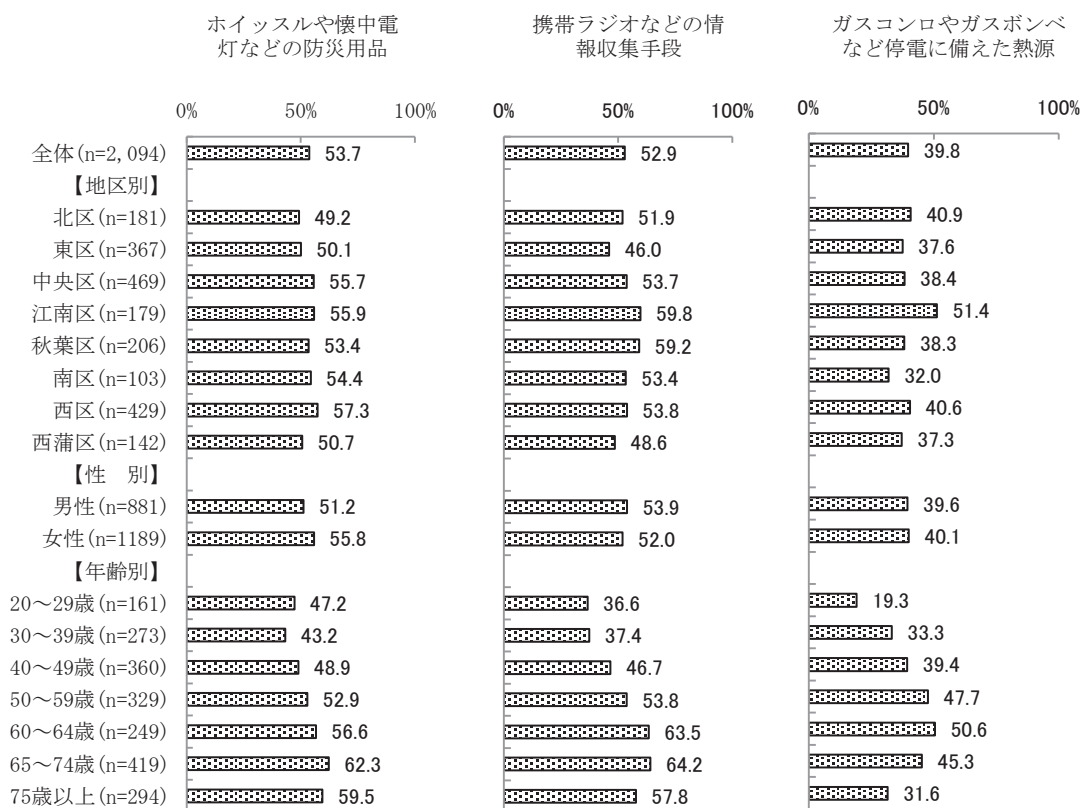 ホイッスルや懐中電
灯などの防災用品
携帯ラジオなどの情
報収集手段
ガスコンロやガスボンベ
など停電に備えた熱源
0% 50% 100% 0% 50% 100% 0% 50% 100%
全体(n=2,094) 53.7 52.9 39.8
【地区別】
北区(n=181) 49.2 51.9 40.9
東区(n=367) 50.1 46.0 37.6
中央区(n=469) 55.7 53.7 38.4
江南区(n=179) 55.9 59.8 51.4
秋葉区(n=206) 53.4 59.2 38.3
南区(n=103) 54.4 53.4 32.0
西区(n=429) 57.3 53.8 40.6
西蒲区(n=142) 50.7 48.6 37.3
【性　別】
男性(n=881) 51.2 53.9 39.6
女性(n=1189) 55.8 52.0 40.1
【年齢別】
20～29歳(n=161) 47.2 36.6 19.3
30～39歳(n=273) 43.2 37.4 33.3
40～49歳(n=360) 48.9 46.7 39.4
50～59歳(n=329) 52.9 53.8 47.7
60～64歳(n=249) 56.6 63.5 50.6
65～74歳(n=419) 62.3 64.2 45.3
75歳以上(n=294) 59.5 57.8 31.6